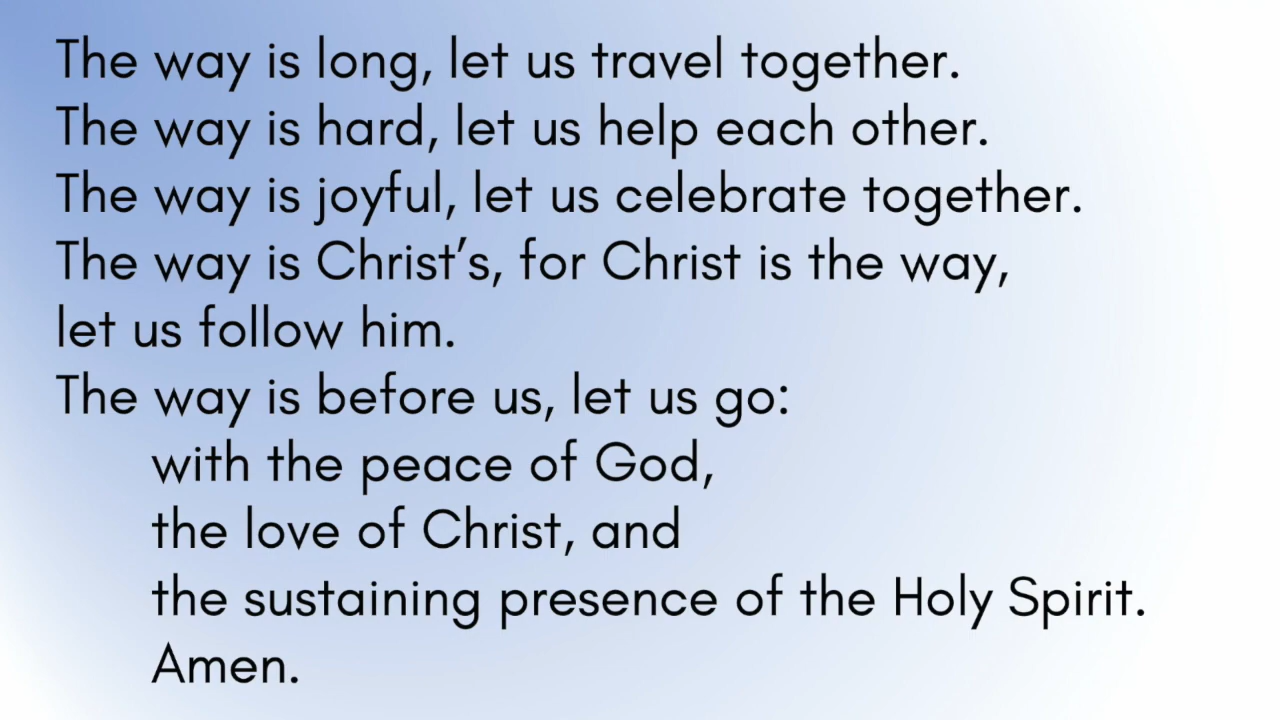 The way is long, let us travel together.
The way is hard, let us help each other.
The way is joyful, let us celebrate together.
The way is Christ’s, for Christ is the way,
let us follow him.
The way is before us, let us go:
with the peace of God,
the love of Christ, and
the sustaining presence of the Holy Spirit.
Amen.